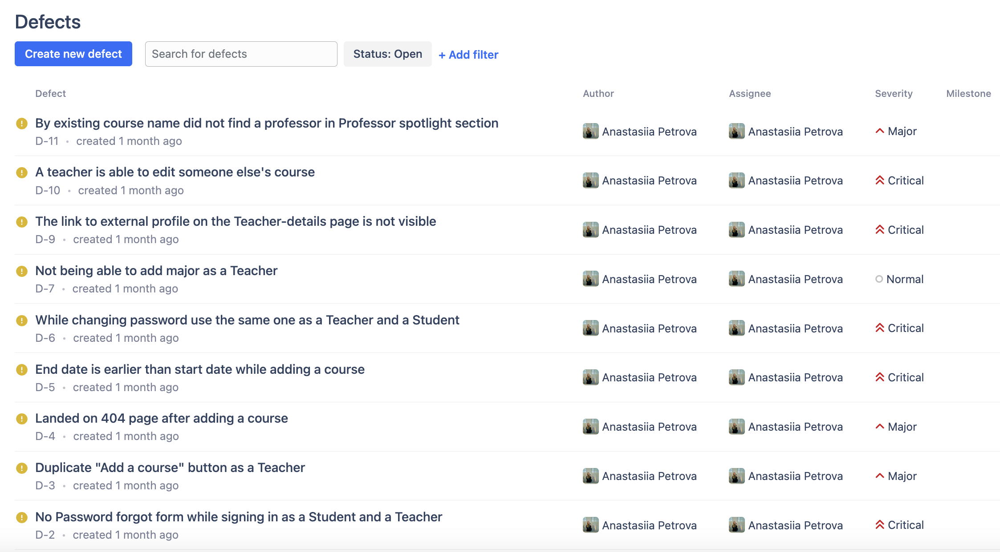 Defects
Create new defect Search for defects Status: Open + Add filter
Defect Author Assignee Severity Milestone
By existing course name did not find a professor in Professor spotlight section
D-11 • created 1 month ago
Anastasiia Petrova Anastasiia Petrova Major
A teacher is able to edit someone else's course
D-10 • created 1 month ago
Anastasiia Petrova Anastasiia Petrova Critical
The link to external profile on the Teacher-details page is not visible
D-9 • created 1 month ago
Anastasiia Petrova Anastasiia Petrova Critical
Not being able to add major as a Teacher
D-7 • created 1 month ago
Anastasiia Petrova Anastasiia Petrova Normal
While changing password use the same one as a Teacher and a Student
D-6 • created 1 month ago
Anastasiia Petrova Anastasiia Petrova Critical
End date is earlier than start date while adding a course
D-5 • created 1 month ago
Anastasiia Petrova Anastasiia Petrova Critical
Landed on 404 page after adding a course
D-4 • created 1 month ago
Anastasiia Petrova Anastasiia Petrova Major
Duplicate "Add a course" button as a Teacher
D-3 • created 1 month ago
Anastasiia Petrova Anastasiia Petrova Major
No Password forgot form while signing in as a Student and a Teacher
D-2 • created 1 month ago
Anastasiia Petrova Anastasiia Petrova Critical